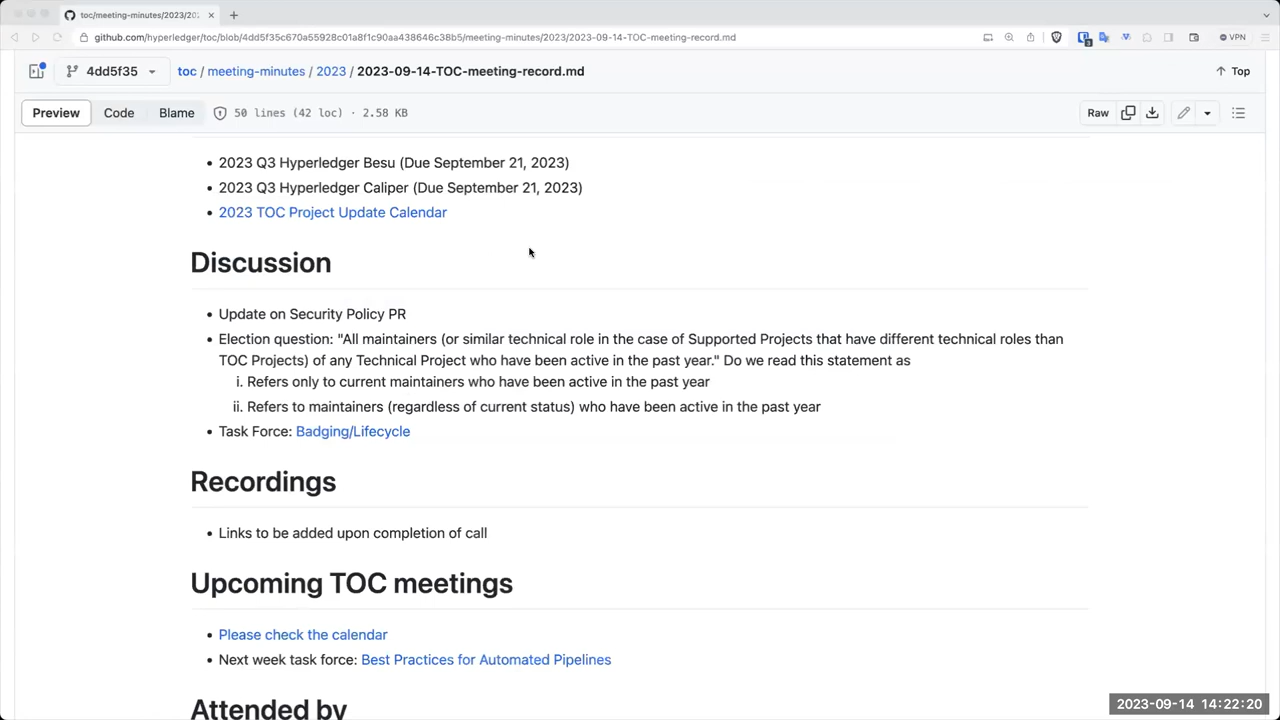 toc/meeting-minutes/2023/202
github.com/hyperledger/toc/blob/4dd5f35c670a55928c01a8f1c90aa438646c38b5/meeting-minutes/2023/2023-09-14-TOC-meeting-record.md
VPN
4dd5f35
toc / meeting-minutes / 2023 / 2023-09-14-TOC-meeting-record.md
Top
Preview Code Blame 50 lines (42 loc) · 2.58 KB Raw
• 2023 Q3 Hyperledger Besu (Due September 21, 2023)
• 2023 Q3 Hyperledger Caliper (Due September 21, 2023)
• 2023 TOC Project Update Calendar
Discussion
• Update on Security Policy PR
• Election question: "All maintainers (or similar technical role in the case of Supported Projects that have different technical roles than
TOC Projects) of any Technical Project who have been active in the past year." Do we read this statement as
i. Refers only to current maintainers who have been active in the past year
ii. Refers to maintainers (regardless of current status) who have been active in the past year
• Task Force: Badging/Lifecycle
Recordings
• Links to be added upon completion of call
Upcoming TOC meetings
• Please check the calendar
• Next week task force: Best Practices for Automated Pipelines
Attended by
2023-09-14 14:22:20